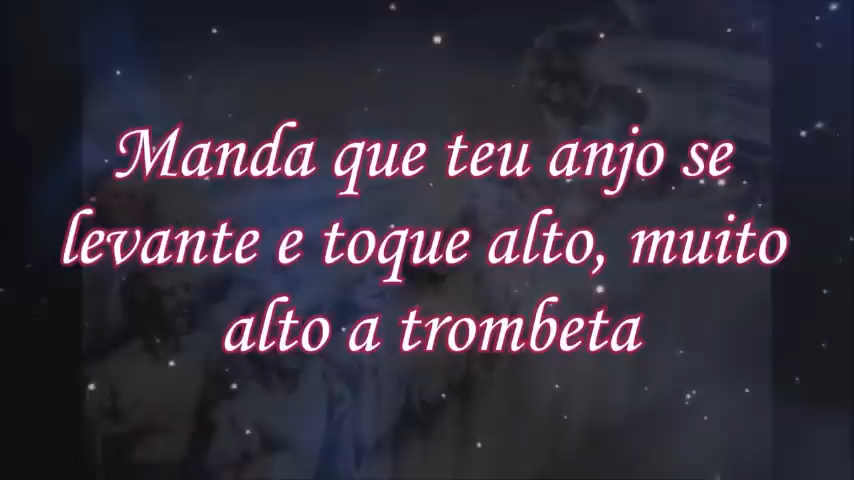 Manda que teu anjo se
levante e toque alto, muito
alto a trombeta